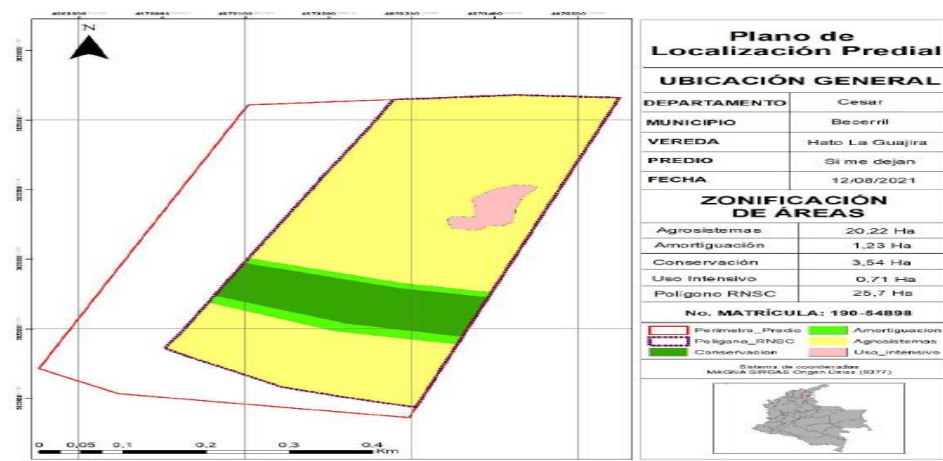 N
0 0.05 0.1 0.2 0.3 0.4
Km
Plano de
Localización Predial
UBICACIÓN GENERAL
DEPARTAMENTO Cesar
MUNICIPIO Becerril
VEREDA Hato La Guajira
PREDIO Si me dejan
FECHA 12/08/2021
ZONIFICACIÓN
DE ÁREAS
Agrosistemas 20,22 Ha
Amortiguación 1,23 Ha
Conservación 3,54 Ha
Uso Intensivo 0,71 Ha
Polígono RNSC 25,7 Ha
No. MATRÍCULA: 190-54898
Perimetro_Predio Amortiguacion
Poligono_RNSC Agrosistemas
Conservacion Uso_Intensivo
Sistema de coordenadas
MAGNA SIRGAS Origen Único (9377)